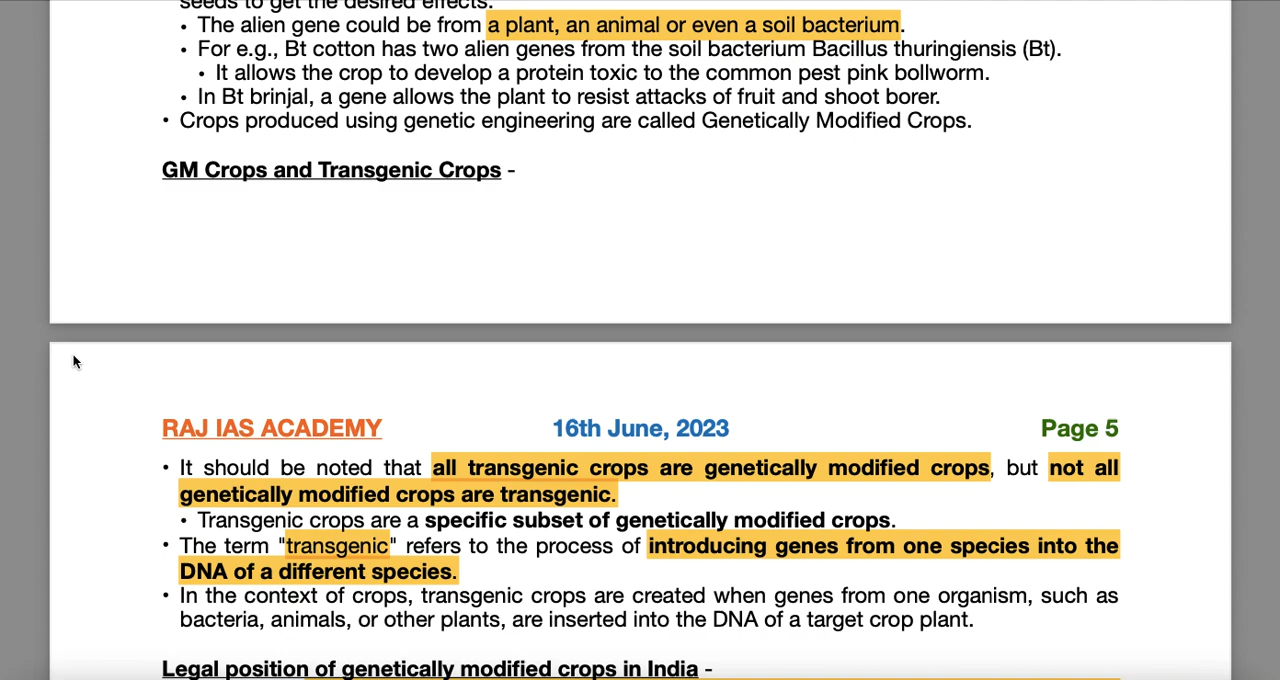 seeds to get the desired effects.
• The alien gene could be from a plant, an animal or even a soil bacterium.
• For e.g., Bt cotton has two alien genes from the soil bacterium Bacillus thuringiensis (Bt).
• It allows the crop to develop a protein toxic to the common pest pink bollworm.
• In Bt brinjal, a gene allows the plant to resist attacks of fruit and shoot borer.
• Crops produced using genetic engineering are called Genetically Modified Crops.
GM Crops and Transgenic Crops -
RAJ IAS ACADEMY 16th June, 2023 Page 5
• It should be noted that all transgenic crops are genetically modified crops, but not all
genetically modified crops are transgenic.
• Transgenic crops are a specific subset of genetically modified crops.
• The term "transgenic" refers to the process of introducing genes from one species into the
DNA of a different species.
• In the context of crops, transgenic crops are created when genes from one organism, such as
bacteria, animals, or other plants, are inserted into the DNA of a target crop plant.
Legal position of genetically modified crops in India -